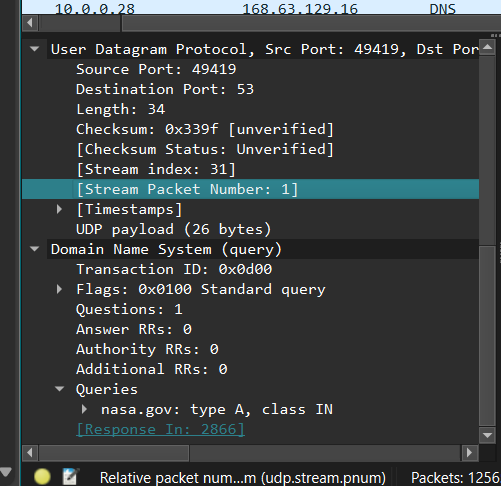 10.0.0.28 168.63.129.16 DNS
User Datagram Protocol, Src Port: 49419, Dst Por
Source Port: 49419
Destination Port: 53
Length: 34
Checksum: 0x339f [unverified]
[Checksum Status: Unverified]
[Stream index: 31]
[Stream Packet Number: 1]
[Timestamps]
UDP payload (26 bytes)
Domain Name System (query)
Transaction ID: 0x0d00
Flags: 0x0100 Standard query
Questions: 1
Answer RRs: 0
Authority RRs: 0
Additional RRs: 0
Queries
nasa.gov: type A, class IN
[Response In: 2866]
Relative packet num…m (udp.stream.pnum) Packets: 1256